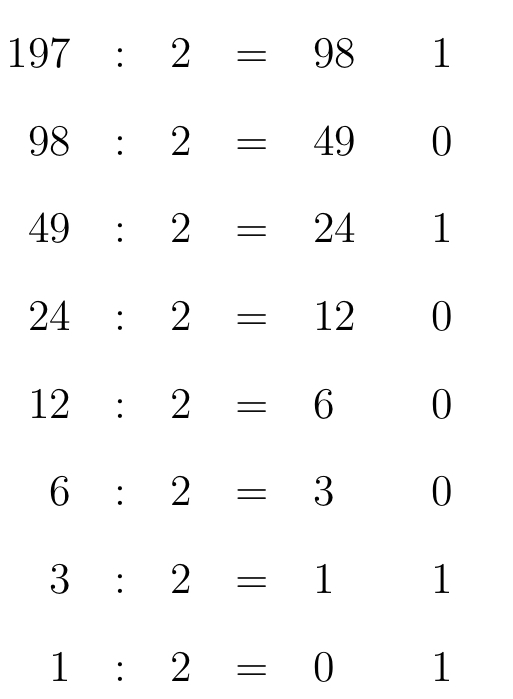 197 : 2 = 98 1
98 : 2 = 49 0
49 : 2 = 24 1
24 : 2 = 12 0
12 : 2 = 6 0
6 : 2 = 3 0
3 : 2 = 1 1
1 : 2 = 0 1